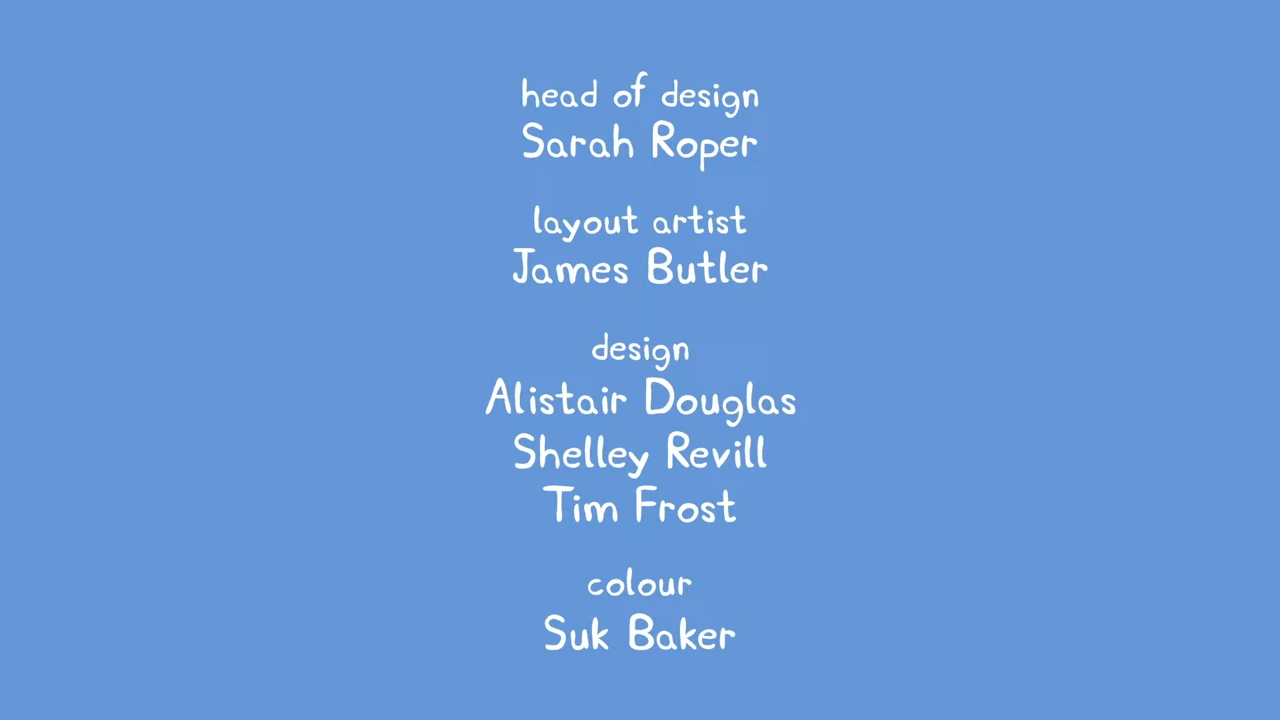 head of design
Sarah Roper
layout artist
James Butler
design
Alistair Douglas
Shelley Revill
Tim Frost
colour
Suk Baker